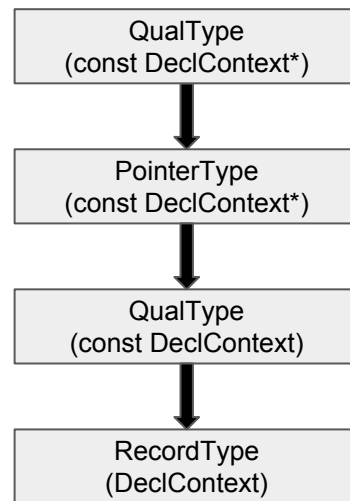 QualType
(const DeclContext*)
PointerType
(const DeclContext*)
QualType
(const DeclContext)
RecordType
(DeclContext)